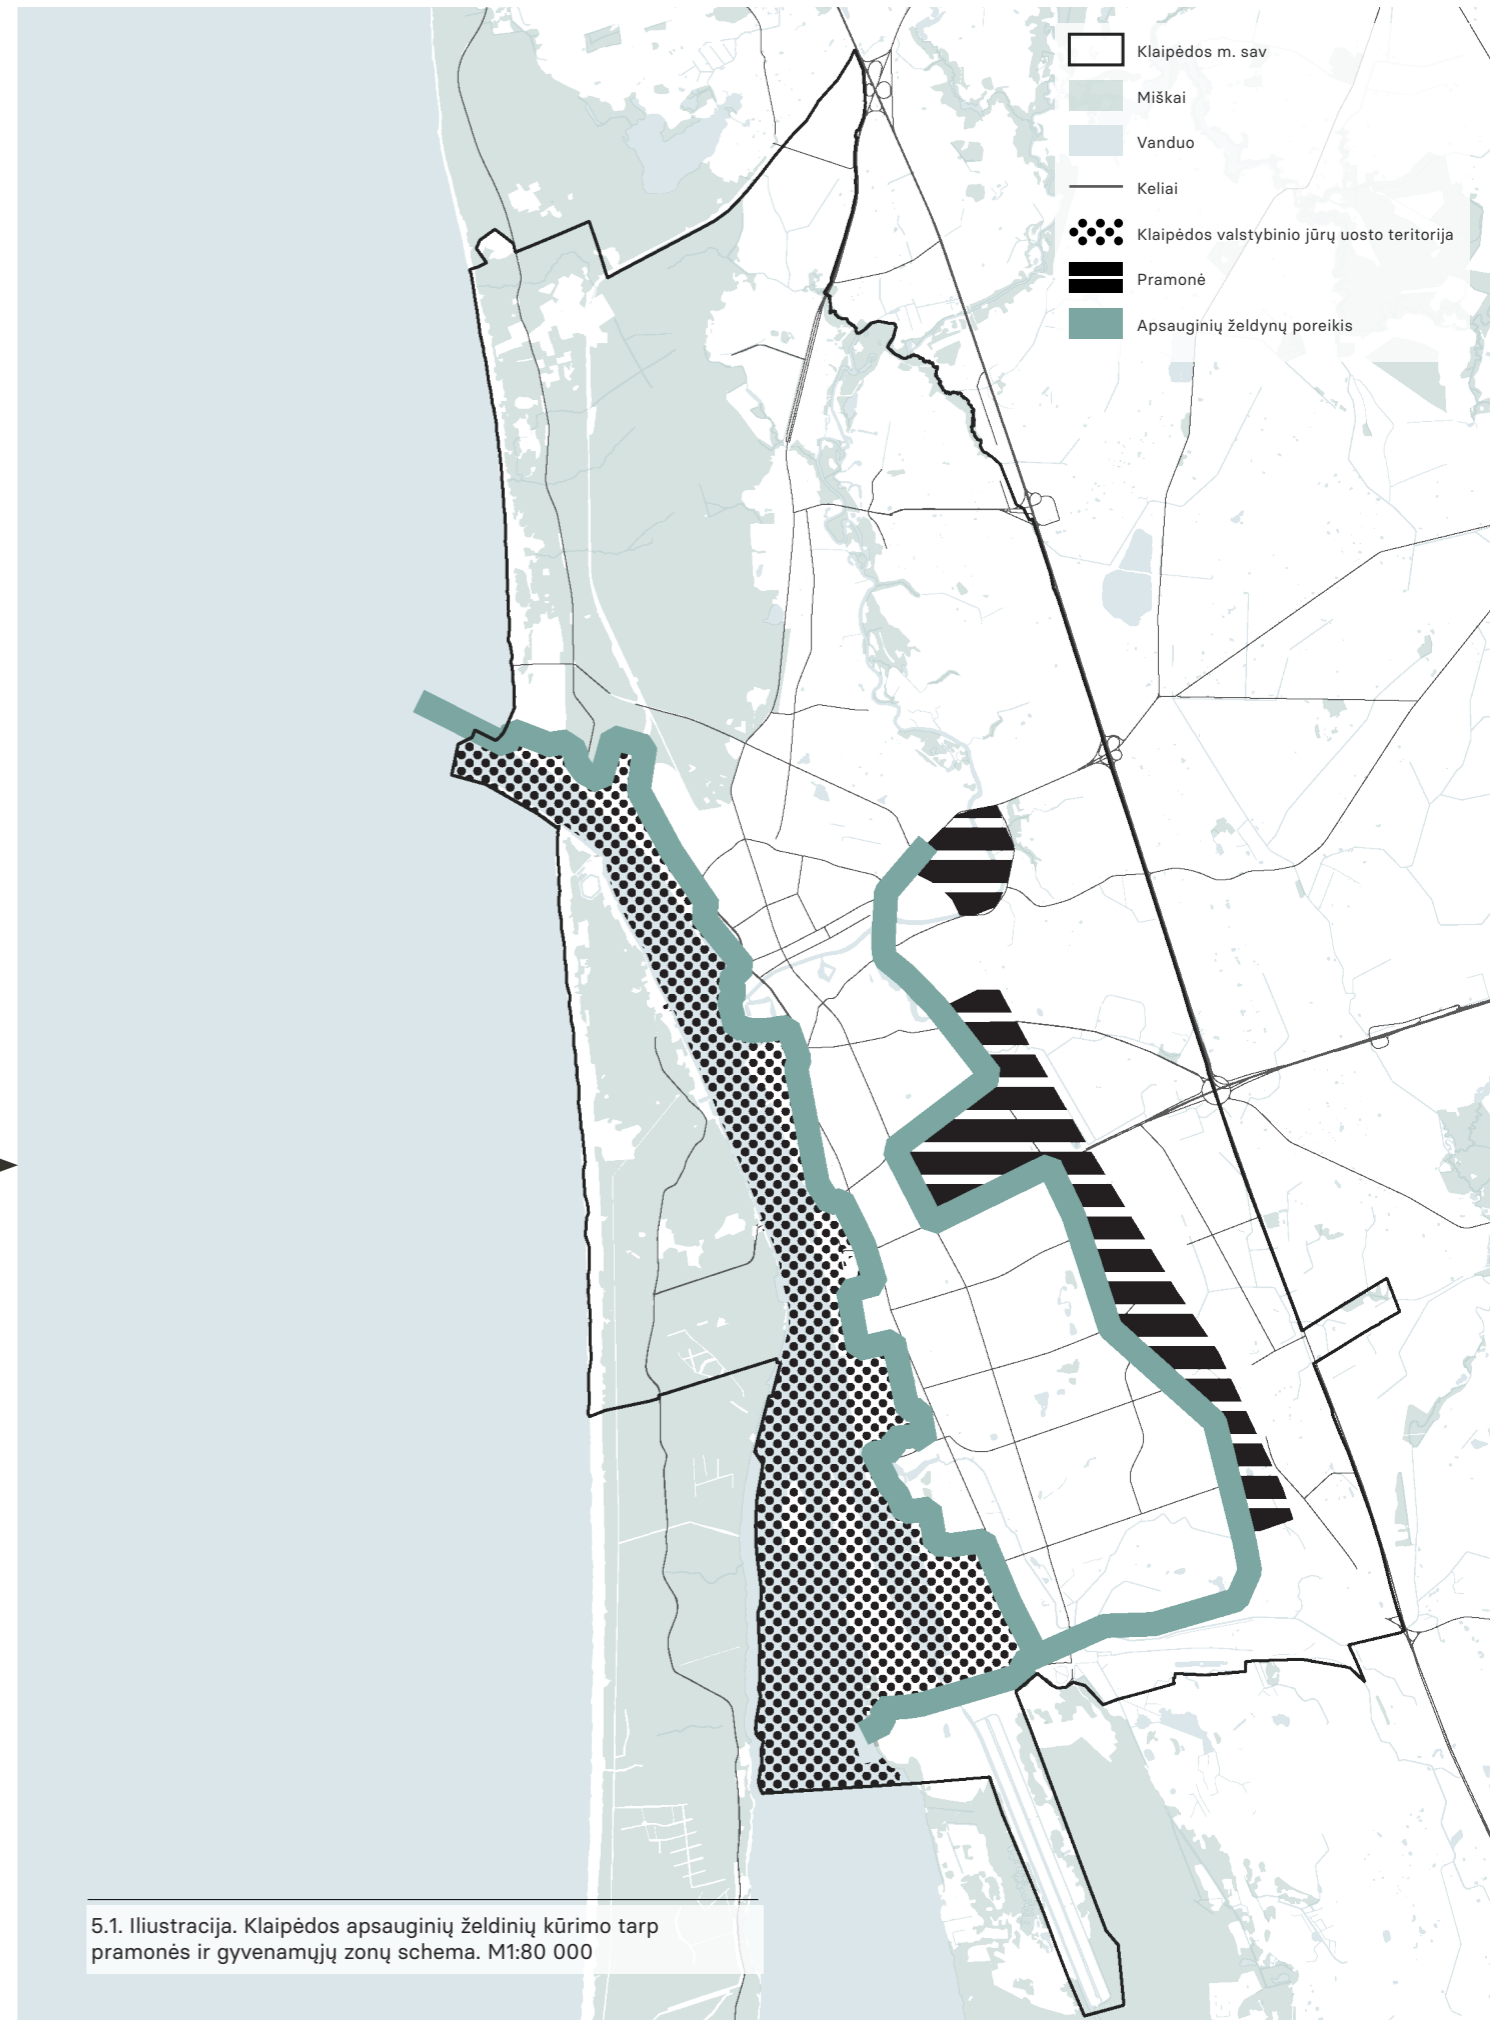 Klaipėdos m. sav
Miškai
Vanduo
Keliai
Klaipėdos valstybinio jūrų uosto teritorija
Pramonė
Apsauginių želdynų poreikis
5.1. Iliustracija. Klaipėdos apsauginių želdinių kūrimo tarp
pramonės ir gyvenamųjų zonų schema. M1:80 000